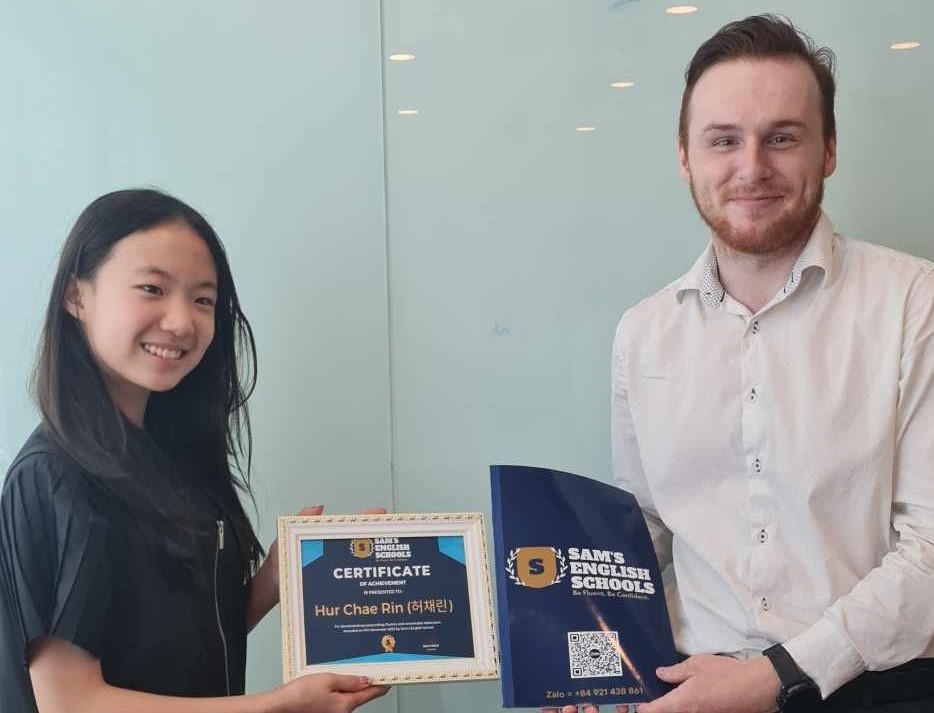 SAM'S
ENGLISH
SCHOOLS
CERTIFICATE
OF ACHIEVEMENT
IS PRESENTED TO:
Hur Chae Rin (허채린)
S
SAM'S
ENGLISH
SCHOOLS
Be Fluent, Be Confident.
Zalo = +84 921 438 861